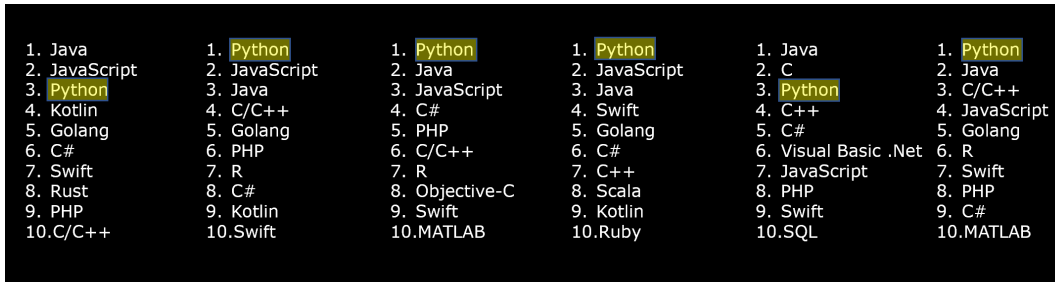 1. Java
2. JavaScript
3. Python
4. Kotlin
5. Golang
6. C#
7. Swift
8. Rust
9. PHP
10.C/C++
1. Python
2. JavaScript
3. Java
4. C/C++
5. Golang
6. PHP
7. R
8. C#
9. Kotlin
10.Swift
1. Python
2. Java
3. JavaScript
4. C#
5. PHP
6. C/C++
7. R
8. Objective-C
9. Swift
10.MATLAB
1. Python
2. JavaScript
3. Java
4. Swift
5. Golang
6. C#
7. C++
8. Scala
9. Kotlin
10.Ruby
1. Java
2. C
3. Python
4. C++
5. C#
6. Visual Basic .Net
7. JavaScript
8. PHP
9. Swift
10.SQL
1. Python
2. Java
3. C/C++
4. JavaScript
5. Golang
6. R
7. Swift
8. PHP
9. C#
10.MATLAB